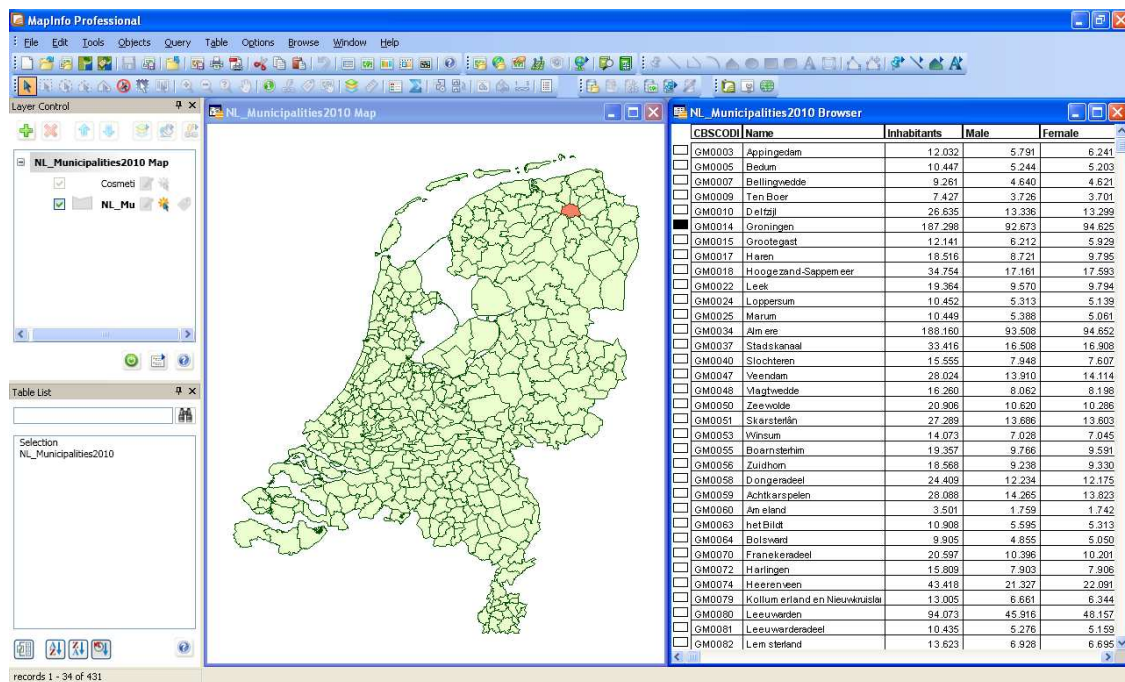 MapInfo Professional
File Edit Tools Objects Query Table Options Browse Window Help
Layer Control
NL_Municipalities2010 Map
Cosmeti
NL_Mu
Table List
Selection
NL_Municipalities2010
records 1 - 34 of 431
NL_Municipalities2010 Map
NL_Municipalities2010 Browser
CBSCODI Name Inhabitants Male Female
GM0003 Appingedam 12.032 5.791 6.241
GM0005 Bedum 10.447 5.244 5.203
GM0007 Bellingwedde 9.261 4.640 4.621
GM0009 Ten Boer 7.427 3.726 3.701
GM0010 Delfzijl 26.635 13.336 13.299
GM0014 Groningen 187.298 92.673 94.625
GM0015 Grootegast 12.141 6.212 5.929
GM0017 Haren 18.516 8.721 9.795
GM0018 Hoogezand-Sappemeer 34.754 17.161 17.593
GM0022 Leek 19.364 9.570 9.794
GM0024 Loppersum 10.452 5.313 5.139
GM0025 Marum 10.449 5.388 5.061
GM0034 Almere 188.160 93.508 94.652
GM0037 Stadskanaal 33.416 16.508 16.908
GM0040 Slochteren 15.555 7.948 7.607
GM0047 Veendam 28.024 13.910 14.114
GM0048 Vlagtwedde 16.260 8.062 8.198
GM0050 Zeewolde 20.906 10.620 10.286
GM0051 Skarsterlân 27.289 13.686 13.603
GM0053 Winsum 14.073 7.028 7.045
GM0055 Boarnsterhim 19.357 9.766 9.591
GM0056 Zuidhorn 18.568 9.238 9.330
GM0058 Dongeradeel 24.409 12.234 12.175
GM0059 Achtkarspelen 28.088 14.265 13.823
GM0060 Ameland 3.501 1.759 1.742
GM0063 het Bildt 10.908 5.595 5.313
GM0064 Bolsward 9.905 4.855 5.050
GM0070 Franekeradeel 20.597 10.396 10.201
GM0072 Harlingen 15.809 7.903 7.906
GM0074 Heerenveen 43.418 21.327 22.091
GM0079 Kollumerland en Nieuwkruislar 13.005 6.661 6.344
GM0080 Leeuwarden 94.073 45.916 48.157
GM0081 Leeuwarderadeel 10.435 5.276 5.159
GM0082 Lemsterland 13.623 6.928 6.695